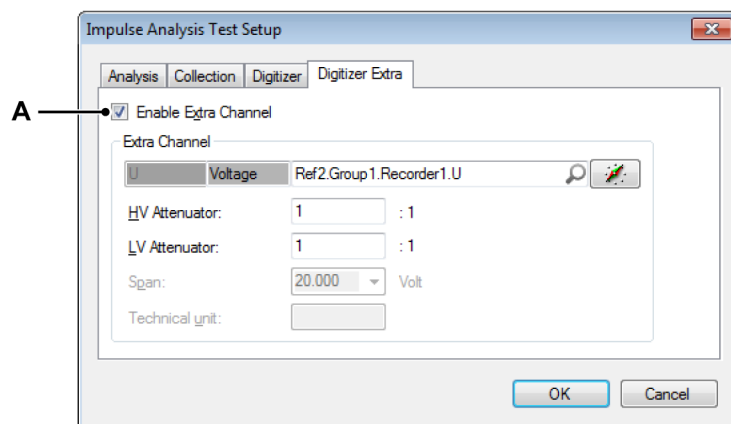 Impulse Analysis Test Setup
Analysis Collection Digitizer Digitizer Extra
A Enable Extra Channel
Extra Channel
U Voltage Ref2.Group1.Recorder1.U
HV Attenuator: 1 : 1
LV Attenuator: 1 : 1
Span: 20.000 Volt
Technical unit:
OK Cancel